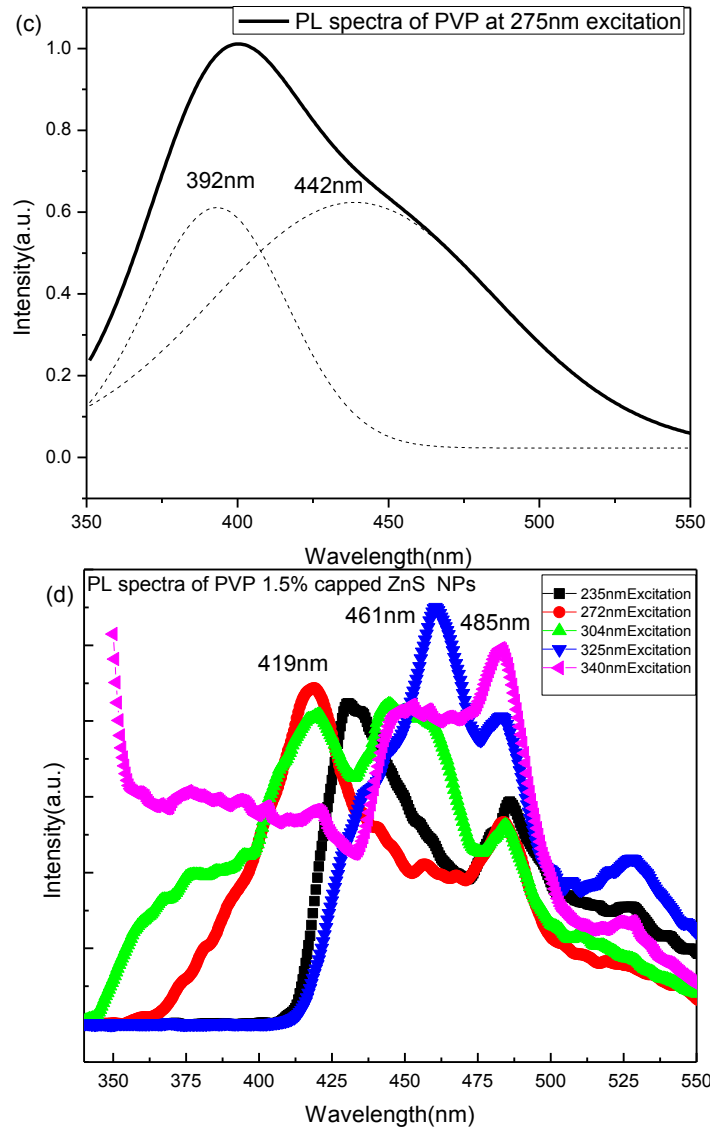 (c)
PL spectra of PVP at 275nm excitation
1.0
0.8
0.6
0.4
0.2
0.0
Intensity(a.u.)
392nm
442nm
350 400 450 500 550
Wavelength(nm)
(d)
PL spectra of PVP 1.5% capped ZnS NPs
235nmExcitation
272nmExcitation
304nmExcitation
325nmExcitation
340nmExcitation
461nm
485nm
419nm
Intensity(a.u.)
350 375 400 425 450 475 500 525 550
Wavelength(nm)